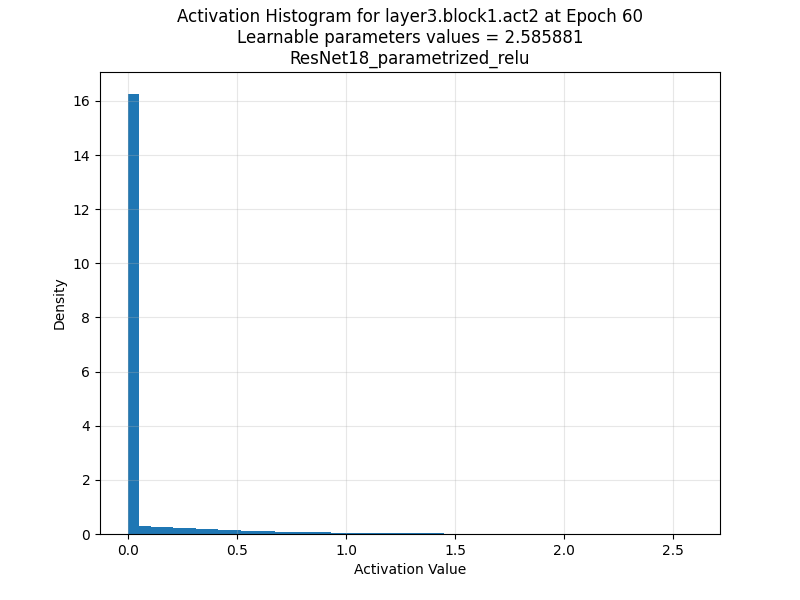 Activation Histogram for layer3.block1.act2 at Epoch 60
Learnable parameters values = 2.585881
ResNet18_parametrized_relu
16
14
12
10
8
6
4
2
0
Density
0.0 0.5 1.0 1.5 2.0 2.5
Activation Value